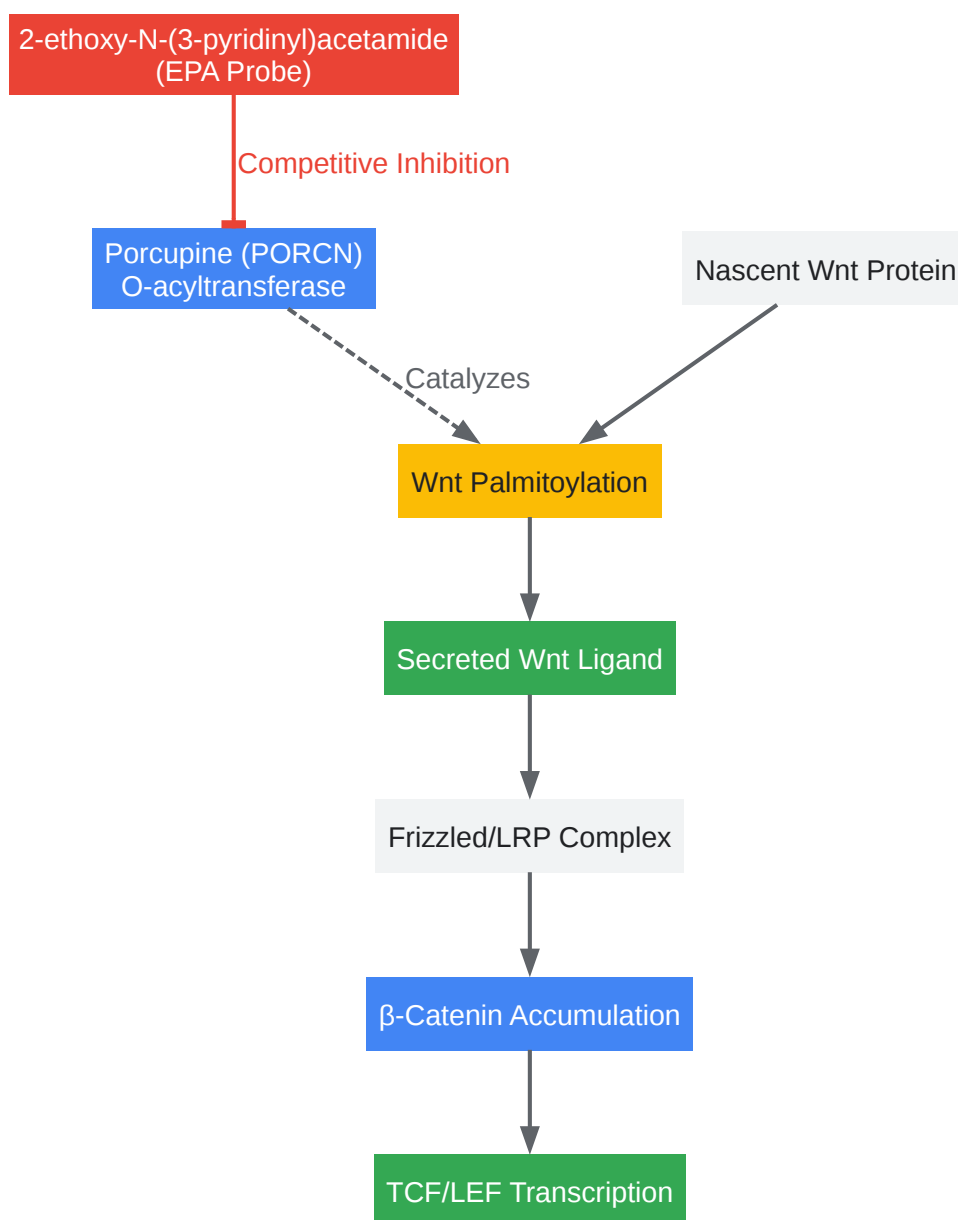 2-ethoxy-N-(3-pyridinyl)acetamide
(EPA Probe)
Competitive Inhibition
Porcupine (PORCN)
O-acyltransferase
Nascent Wnt Protein
Catalyzes
Wnt Palmitoylation
Secreted Wnt Ligand
Frizzled/LRP Complex
β-Catenin Accumulation
TCF/LEF Transcription